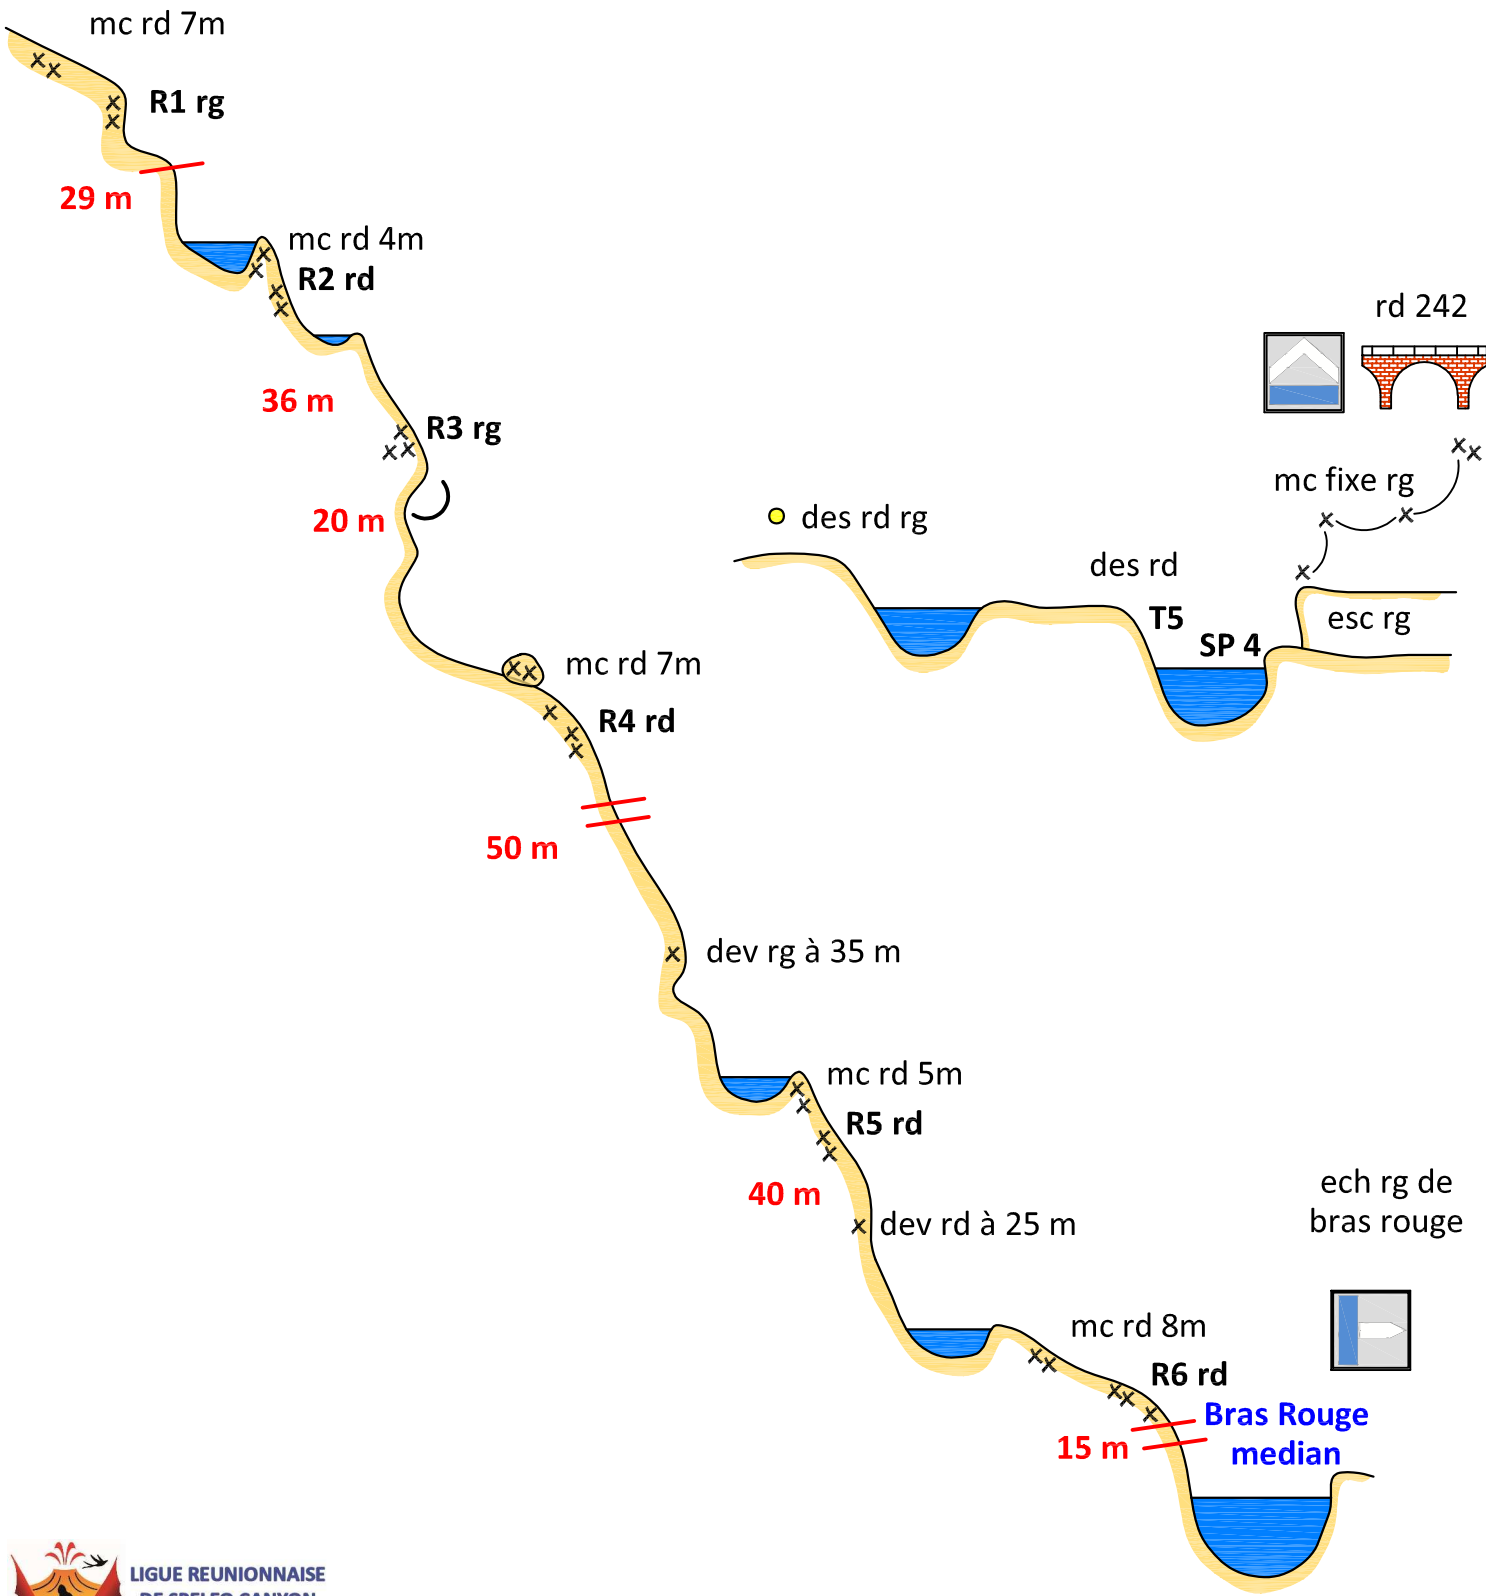 mc rd 7m
R1 rg
29 m
mc rd 4m
R2 rd
36 m
R3 rg
20 m
mc rd 7m
R4 rd
50 m
dev rg à 35 m
mc rd 5m
R5 rd
40 m
dev rd à 25 m
mc rd 8m
R6 rd
15 m
Bras Rouge
median
ech rg de
bras rouge
rd 242
mc fixe rg
des rd rg
des rd
T5
SP 4
esc rg
LIGUE REUNIONNAISE
DE SPELEO CANYON